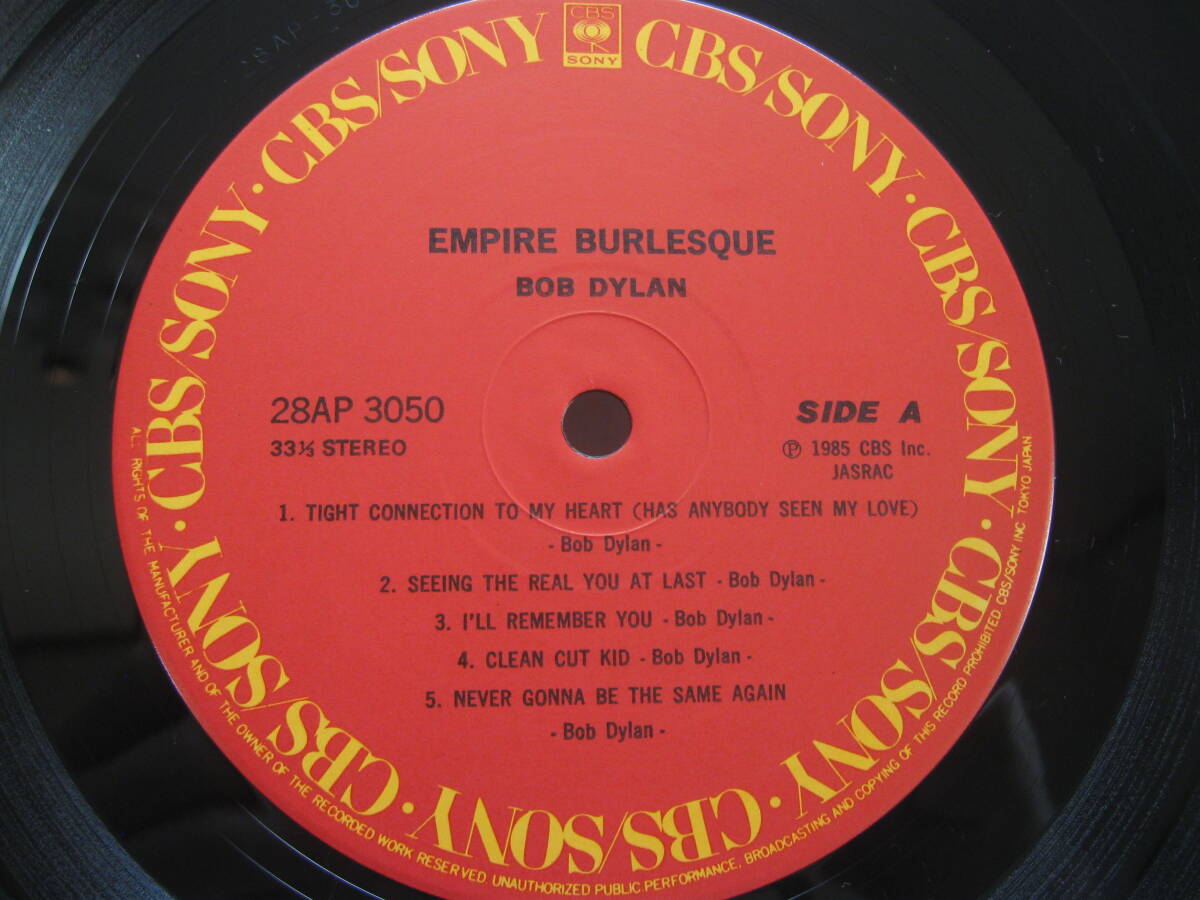 CBS
SONY
CBS/SONY · CBS/SONY · CBS/SONY · CBS/SONY · CBS/SONY · CBS/SONY · CBS/SONY · CBS/SONY
EMPIRE BURLESQUE
BOB DYLAN
28AP 3050
33⅓ STEREO
SIDE A
Ⓟ 1985 CBS Inc.
JASRAC
1. TIGHT CONNECTION TO MY HEART (HAS ANYBODY SEEN MY LOVE)
- Bob Dylan -
2. SEEING THE REAL YOU AT LAST - Bob Dylan -
3. I'LL REMEMBER YOU - Bob Dylan -
4. CLEAN CUT KID - Bob Dylan -
5. NEVER GONNA BE THE SAME AGAIN
- Bob Dylan -
ALL RIGHTS OF THE MANUFACTURER AND OF THE OWNER OF THE RECORDED WORK RESERVED. UNAUTHORIZED PUBLIC PERFORMANCE, BROADCASTING AND COPYING OF THIS RECORD PROHIBITED. CBS/SONY INC. TOKYO JAPAN